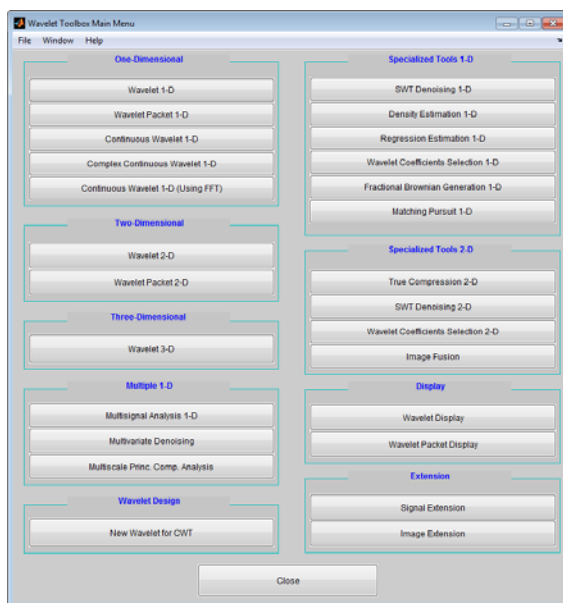 Wavelet Toolbox Main Menu
File Window Help
One-Dimensional
Wavelet 1-D
Wavelet Packet 1-D
Continuous Wavelet 1-D
Complex Continuous Wavelet 1-D
Continuous Wavelet 1-D (Using FFT)
Two-Dimensional
Wavelet 2-D
Wavelet Packet 2-D
Three-Dimensional
Wavelet 3-D
Multiple 1-D
Multisignal Analysis 1-D
Multivariate Denoising
Multiscale Princ. Comp. Analysis
Wavelet Design
New Wavelet for CWT
Specialized Tools 1-D
SWT Denoising 1-D
Density Estimation 1-D
Regression Estimation 1-D
Wavelet Coefficients Selection 1-D
Fractional Brownian Generation 1-D
Matching Pursuit 1-D
Specialized Tools 2-D
True Compression 2-D
SWT Denoising 2-D
Wavelet Coefficients Selection 2-D
Image Fusion
Display
Wavelet Display
Wavelet Packet Display
Extension
Signal Extension
Image Extension
Close